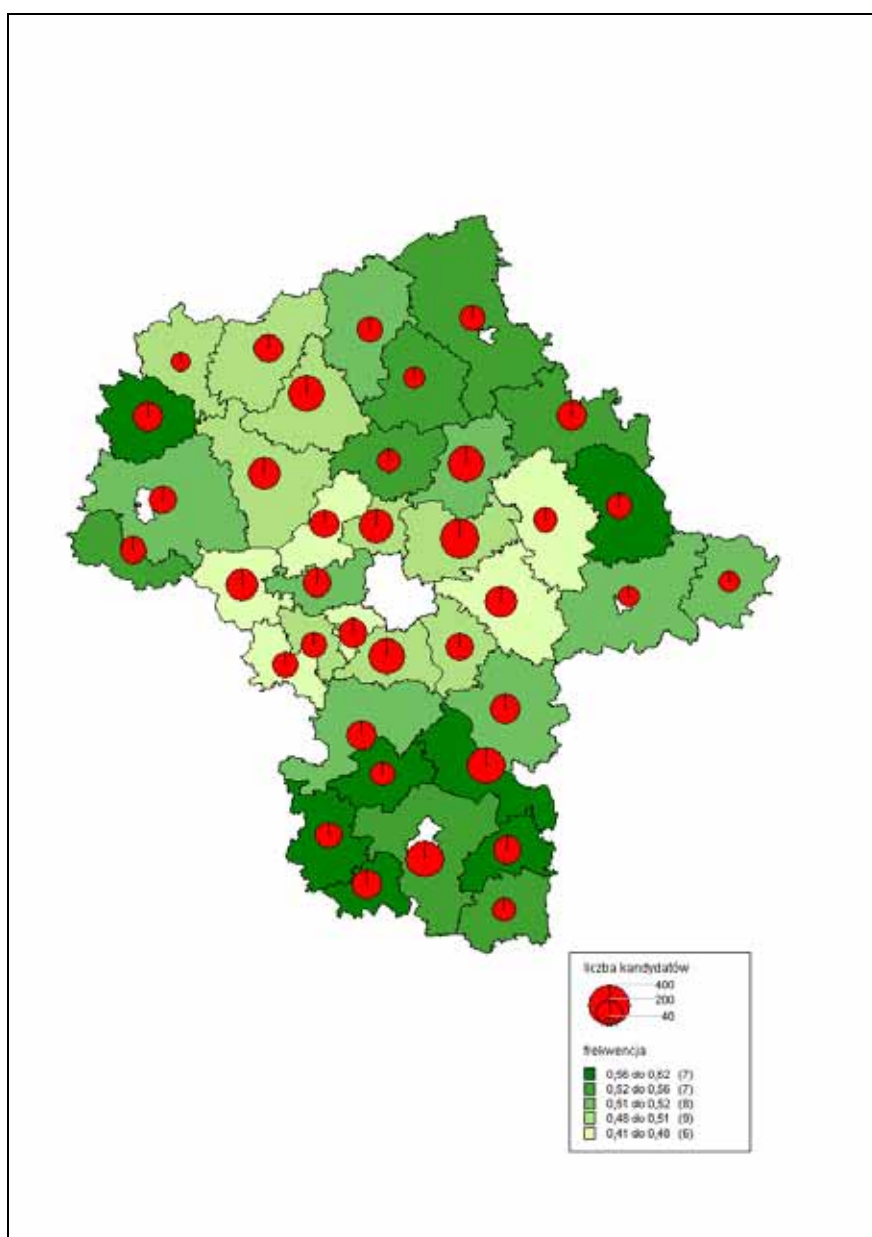 liczba kandydatów
400
200
40
frekwencja
0,56 do 0,62 (7)
0,52 do 0,56 (7)
0,51 do 0,52 (8)
0,48 do 0,51 (9)
0,41 do 0,48 (6)